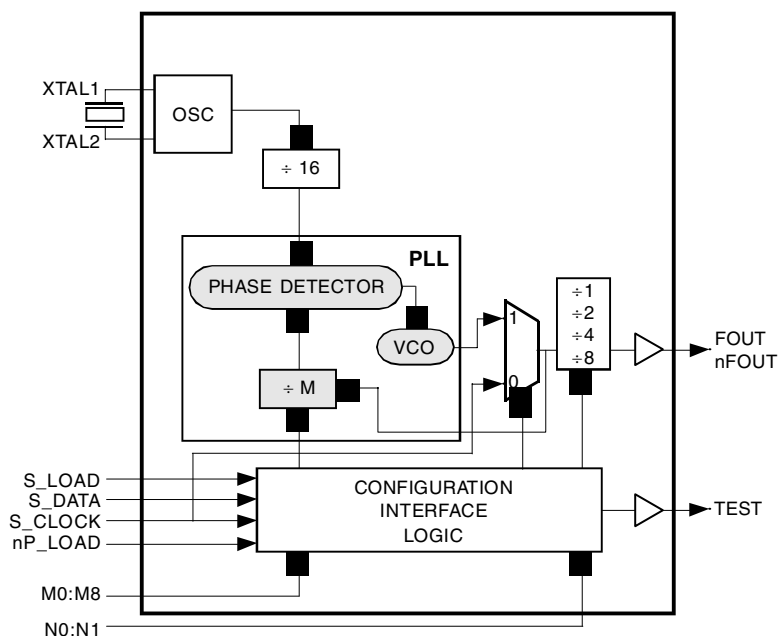 XTAL1
XTAL2
OSC
÷ 16
PLL
PHASE DETECTOR
VCO
÷ M
1
0
÷1
÷2
÷4
÷8
FOUT
nFOUT
S_LOAD
S_DATA
S_CLOCK
nP_LOAD
CONFIGURATION
INTERFACE
LOGIC
TEST
M0:M8
N0:N1